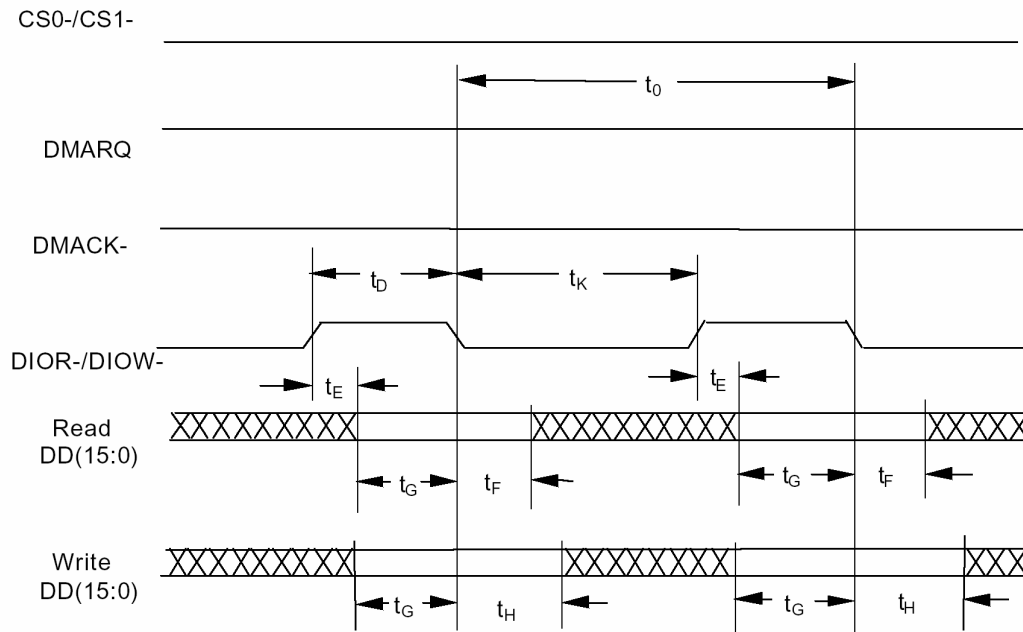 CS0-/CS1-
t0
DMARQ
DMACK-
tD
tK
DIOR-/DIOW-
tE
tE
Read
DD(15:0)
tG
tF
tG
tF
Write
DD(15:0)
tG
tH
tG
tH